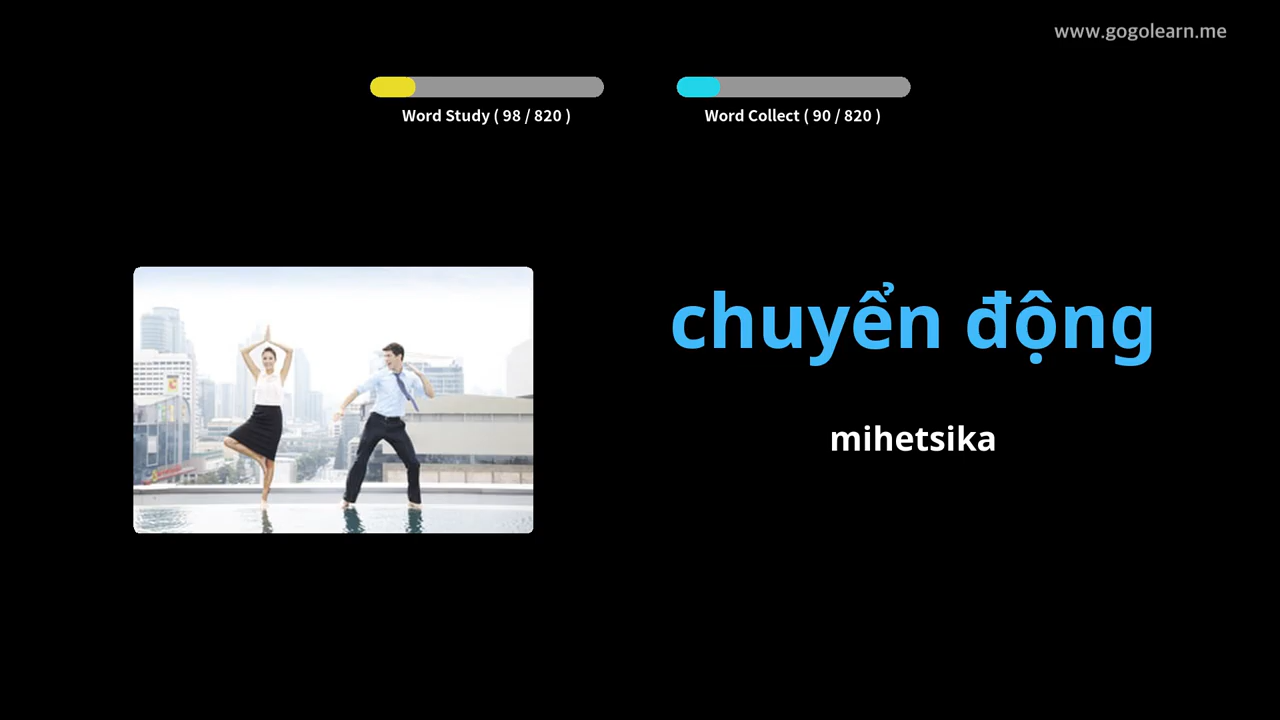 www.gogolearn.me
Word Study ( 98 / 820 )
Word Collect ( 90 / 820 )
chuyển động
mihetsika